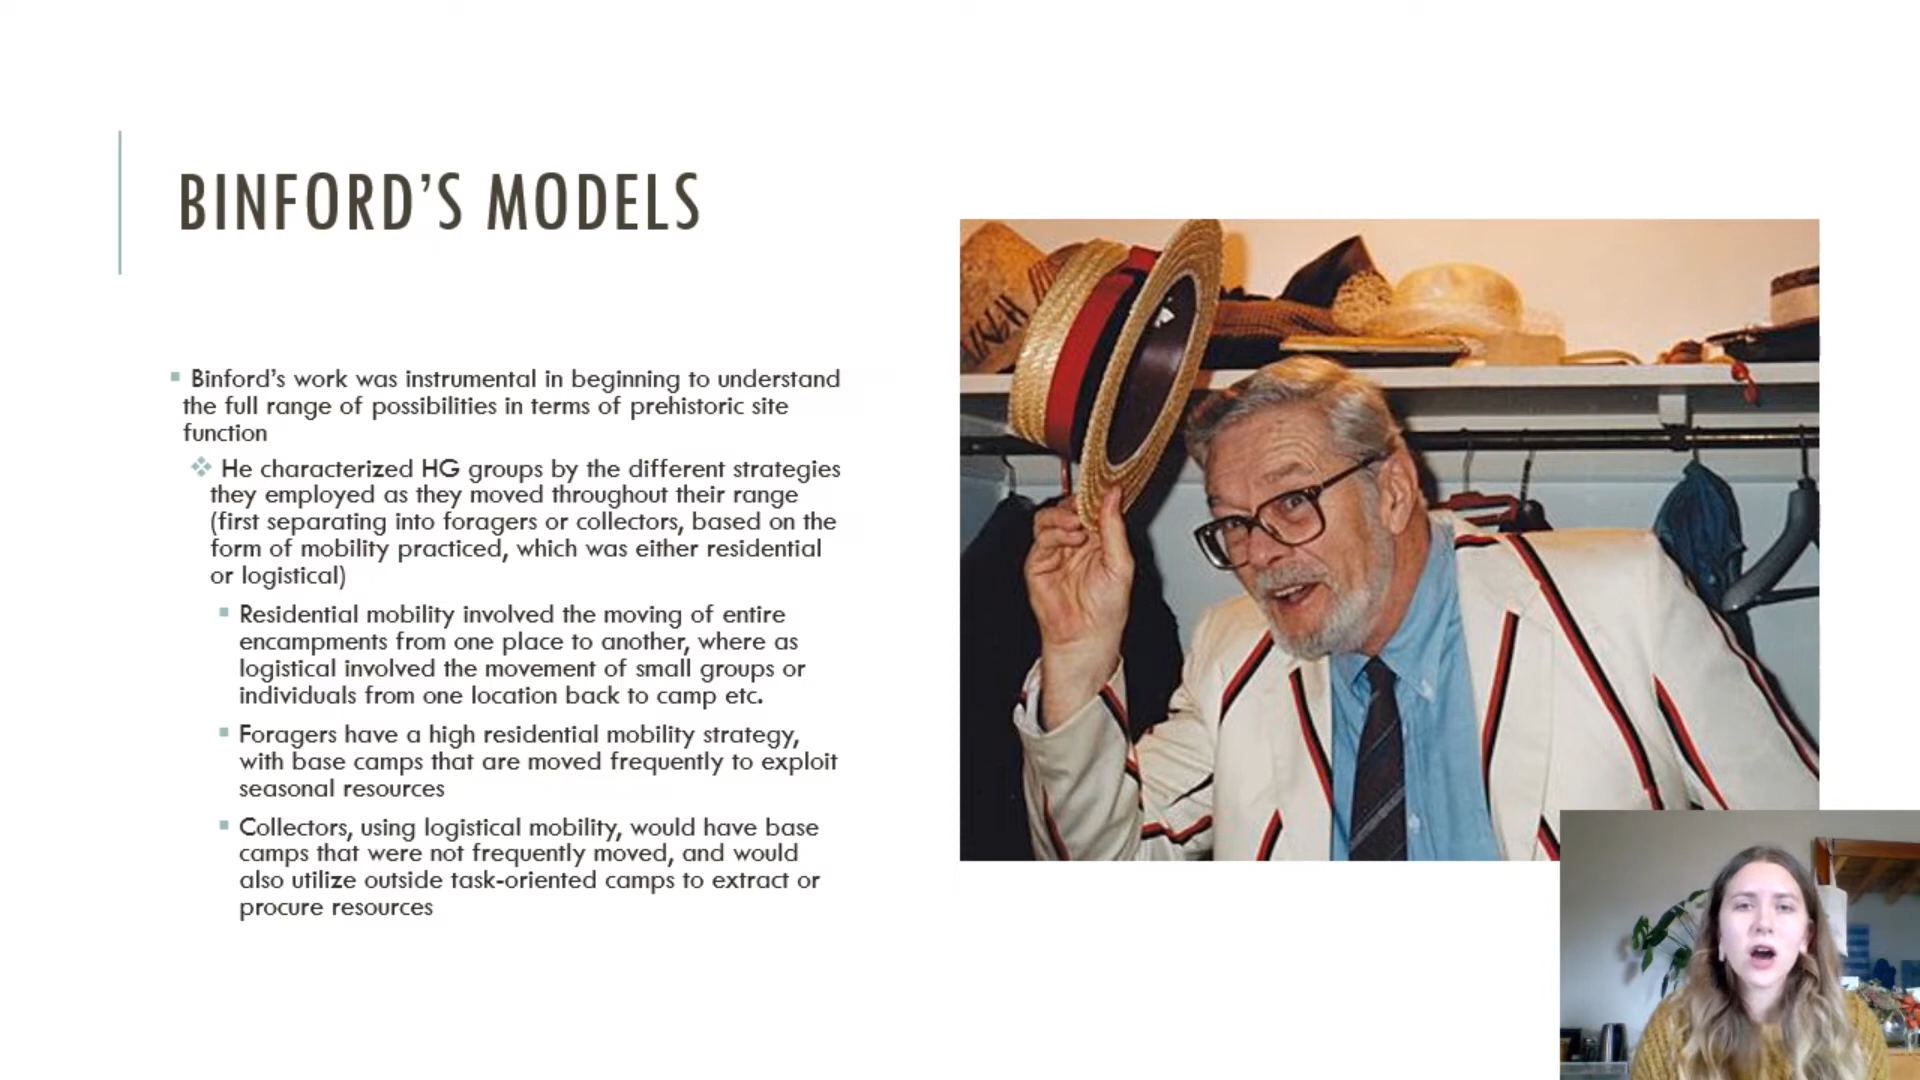 BINFORD'S MODELS
Binford's work was instrumental in beginning to understand
the full range of possibilities in terms of prehistoric site
function
He characterized HG groups by the different strategies
they employed as they moved throughout their range
(first separating into foragers or collectors, based on the
form of mobility practiced, which was either residential
or logistical)
Residential mobility involved the moving of entire
encampments from one place to another, where as
logistical involved the movement of small groups or
individuals from one location back to camp etc.
Foragers have a high residential mobility strategy,
with base camps that are moved frequently to exploit
seasonal resources
Collectors, using logistical mobility, would have base
camps that were not frequently moved, and would
also utilize outside task-oriented camps to extract or
procure resources